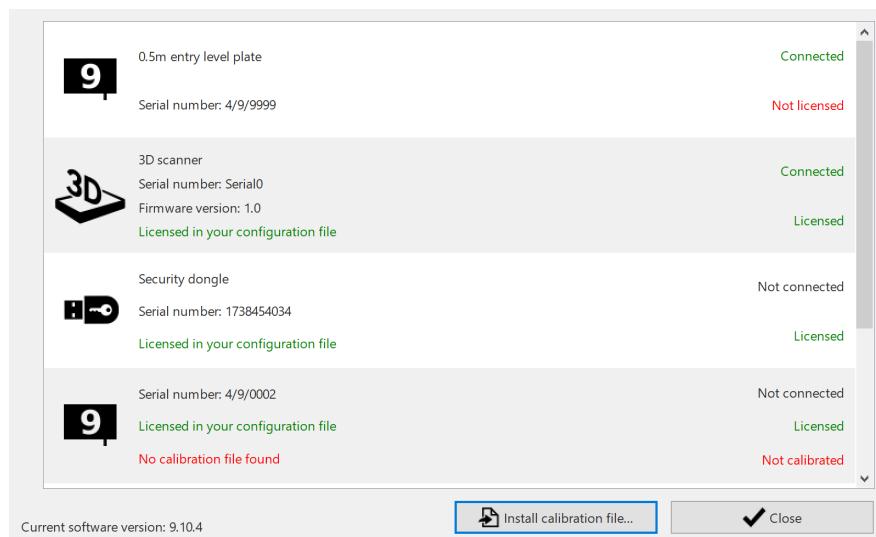 9
0.5m entry level plate
Connected
Serial number: 4/9/9999
Not licensed
3D
3D scanner
Connected
Serial number: Serial0
Firmware version: 1.0
Licensed
Licensed in your configuration file
Security dongle
Not connected
Serial number: 1738454034
Licensed
Licensed in your configuration file
9
Serial number: 4/9/0002
Not connected
Licensed in your configuration file
Licensed
No calibration file found
Not calibrated
Current software version: 9.10.4
Install calibration file...
Close